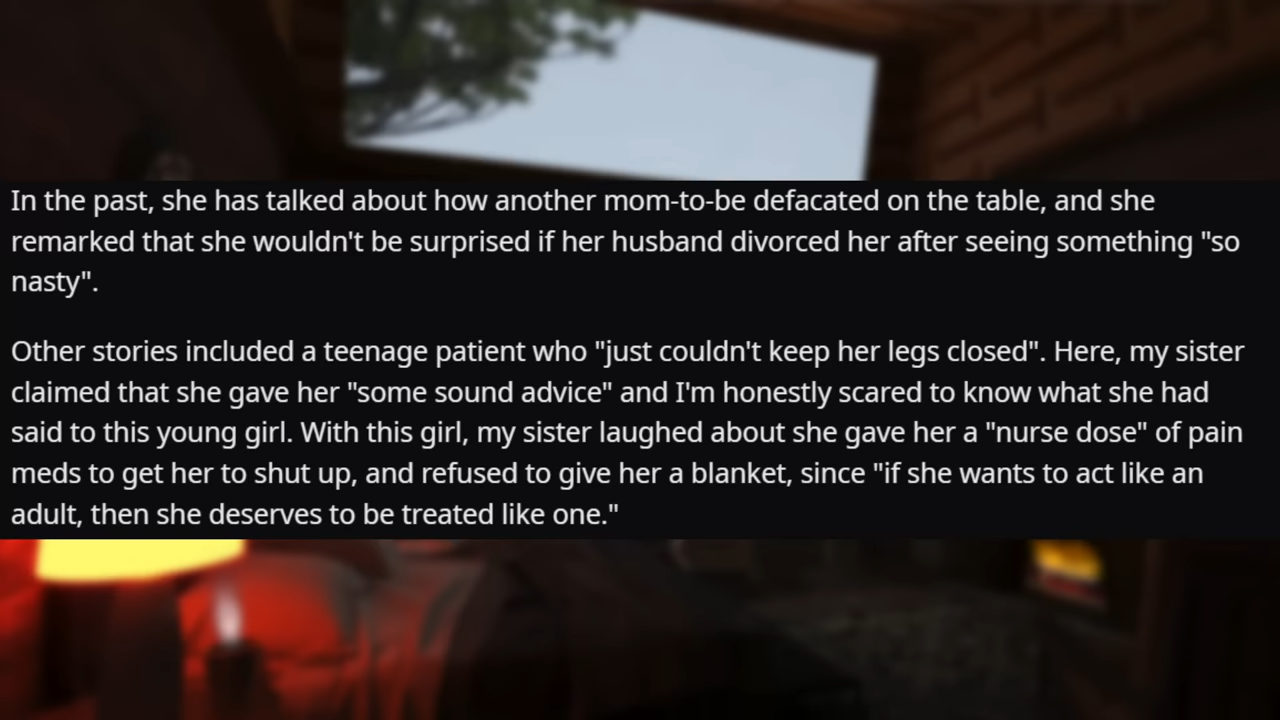 In the past, she has talked about how another mom-to-be defacated on the table, and she
remarked that she wouldn't be surprised if her husband divorced her after seeing something "so
nasty".
Other stories included a teenage patient who "just couldn't keep her legs closed". Here, my sister
claimed that she gave her "some sound advice" and I'm honestly scared to know what she had
said to this young girl. With this girl, my sister laughed about she gave her a "nurse dose" of pain
meds to get her to shut up, and refused to give her a blanket, since "if she wants to act like an
adult, then she deserves to be treated like one."